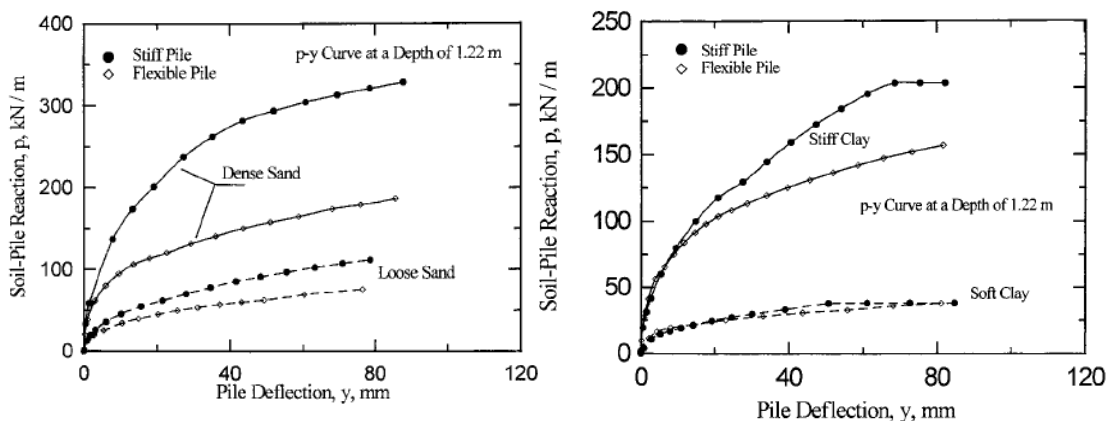 400
300
200
100
0
Soil-Pile Reaction, p, kN / m
Stiff Pile
Flexible Pile
p-y Curve at a Depth of 1.22 m
Dense Sand
Loose Sand
0
40
80
120
Pile Deflection, y, mm
250
200
150
100
50
0
Soil-Pile Reaction, p, kN / m
Stiff Pile
Flexible Pile
Stiff Clay
p-y Curve at a Depth of 1.22 m
Soft Clay
0
40
80
120
Pile Deflection, y, mm